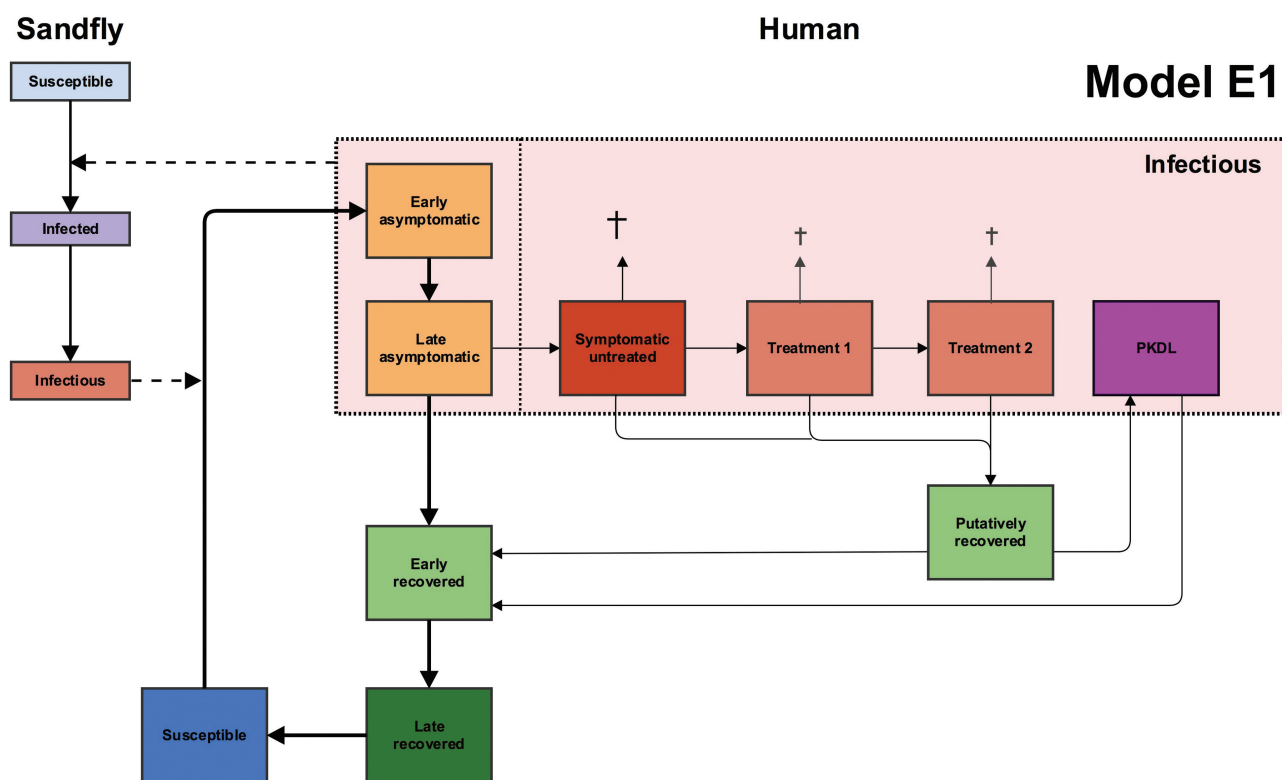 Sandfly
Human
Model E1
Susceptible
Infected
Infectious
Infectious
Early
asymptomatic
Late
asymptomatic
Symptomatic
untreated
Treatment 1
Treatment 2
PKDL
Putatively
recovered
Early
recovered
Late
recovered
Susceptible